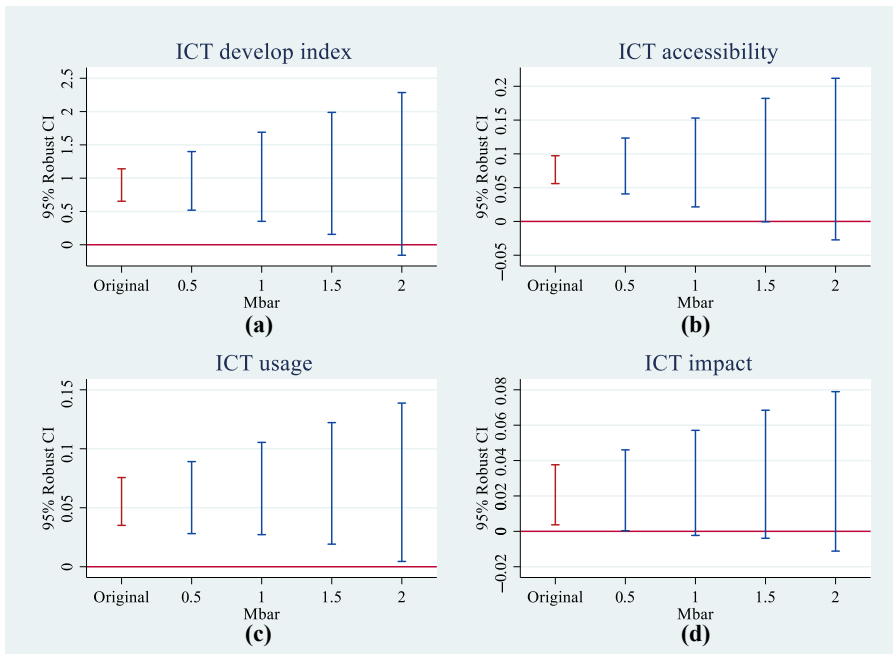 ICT develop index
95% Robust CI
2.5
2
1.5
1
0.5
0
Original 0.5 1 1.5 2
Mbar
(a)
ICT accessibility
95% Robust CI
0.2
0.15
0.1
0.05
0
−0.05
Original 0.5 1 1.5 2
Mbar
(b)
ICT usage
95% Robust CI
0.15
0.1
0.05
0
Original 0.5 1 1.5 2
Mbar
(c)
ICT impact
95% Robust CI
0.08
0.06
0.04
0.02
0
−0.02
Original 0.5 1 1.5 2
Mbar
(d)